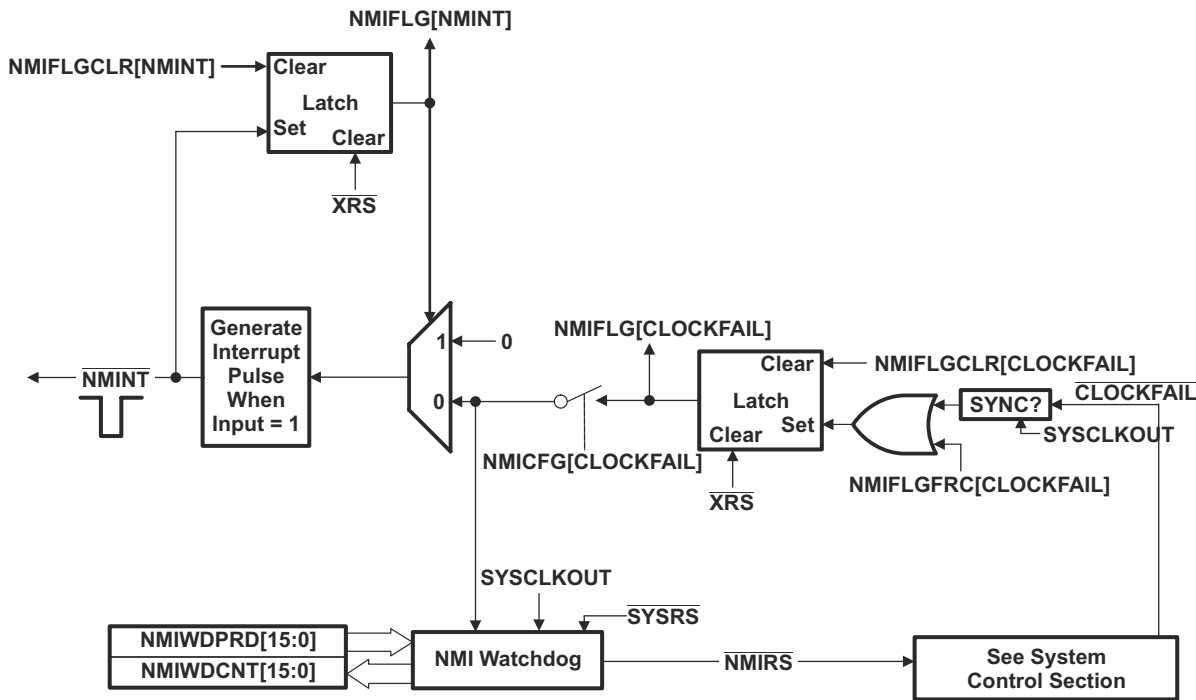 NMIFLG[NMINT]
NMIFLGCLR[NMINT]
Clear
Latch
Set
Clear
XRS
Generate
Interrupt
Pulse
When
Input = 1
NMINT
1
0
0
NMIFLG[CLOCKFAIL]
NMICFG[CLOCKFAIL]
Clear
Latch
Clear
Set
XRS
NMIFLGCLR[CLOCKFAIL]
CLOCKFAIL
SYNC?
SYSCLKOUT
NMIFLGFRC[CLOCKFAIL]
SYSCLKOUT
SYSRS
NMIWDPRD[15:0]
NMIWDCNT[15:0]
NMI Watchdog
NMIRS
See System
Control Section